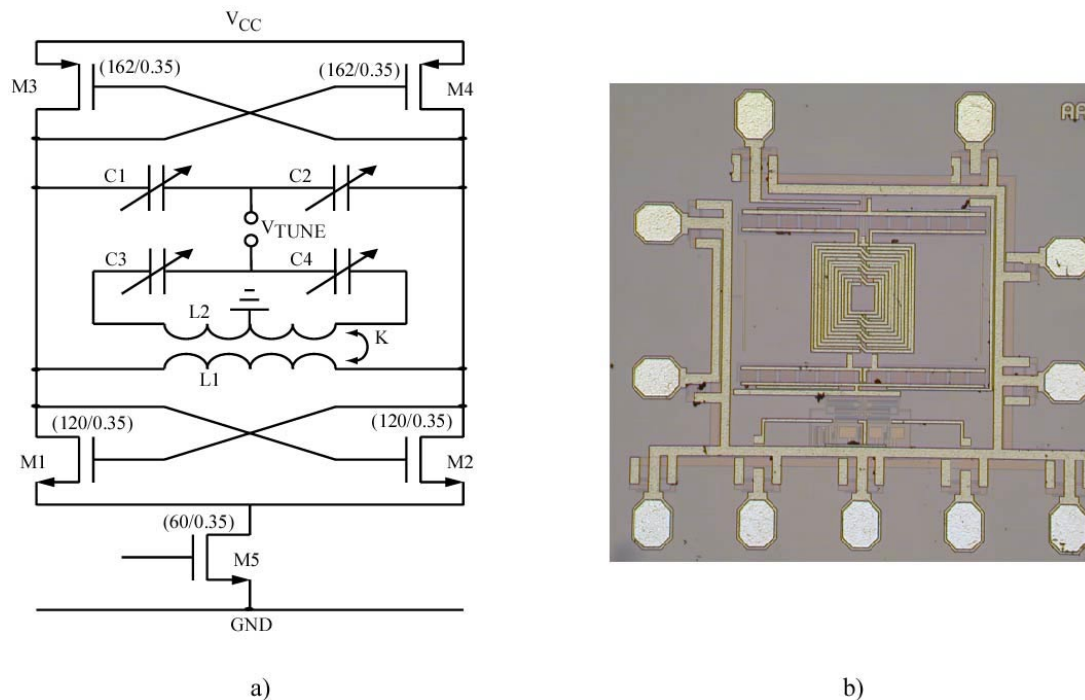 V_CC
(162/0.35) (162/0.35)
M3 M4
C1 C2
V_TUNE
C3 C4
L2
K
L1
(120/0.35) (120/0.35)
M1 M2
(60/0.35)
M5
GND
a) b)